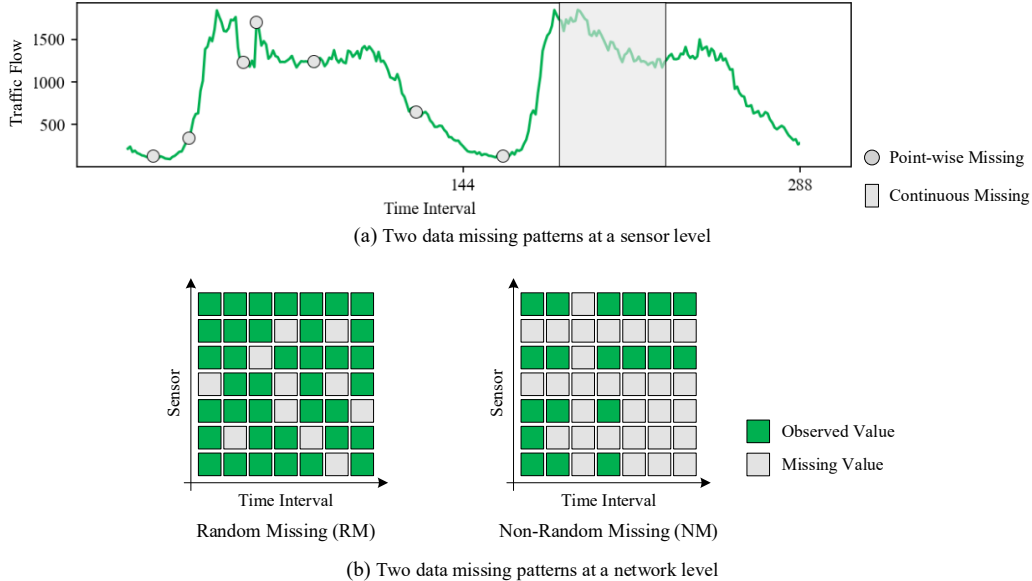 Traffic Flow
1500
1000
500
144
288
Time Interval
Point-wise Missing
Continuous Missing
(a) Two data missing patterns at a sensor level
Sensor
Time Interval
Random Missing (RM)
Sensor
Time Interval
Non-Random Missing (NM)
Observed Value
Missing Value
(b) Two data missing patterns at a network level